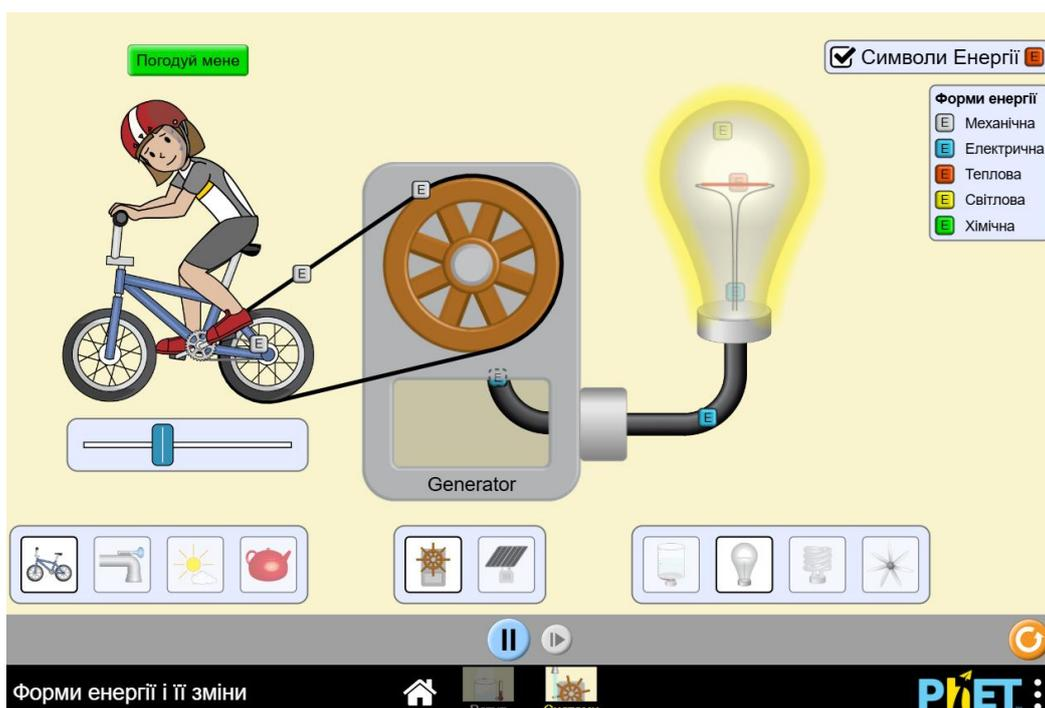 Погодуй мене
Символи Енергії E
Форми енергії
E Механічна
E Електрична
E Теплова
E Світлова
E Хімічна
E
E
E
E
E
E
E
E
Generator
Форми енергії і її зміни
PhET